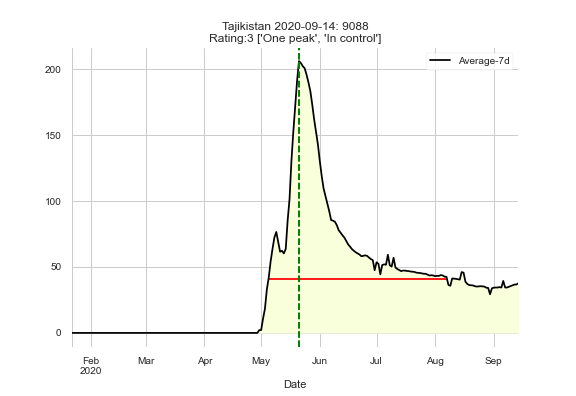 Tajikistan 2020-09-14: 9088
Rating:3 ['One peak', 'In control']
Average-7d
200
150
100
50
0
Feb Mar Apr May Jun Jul Aug Sep
2020
Date